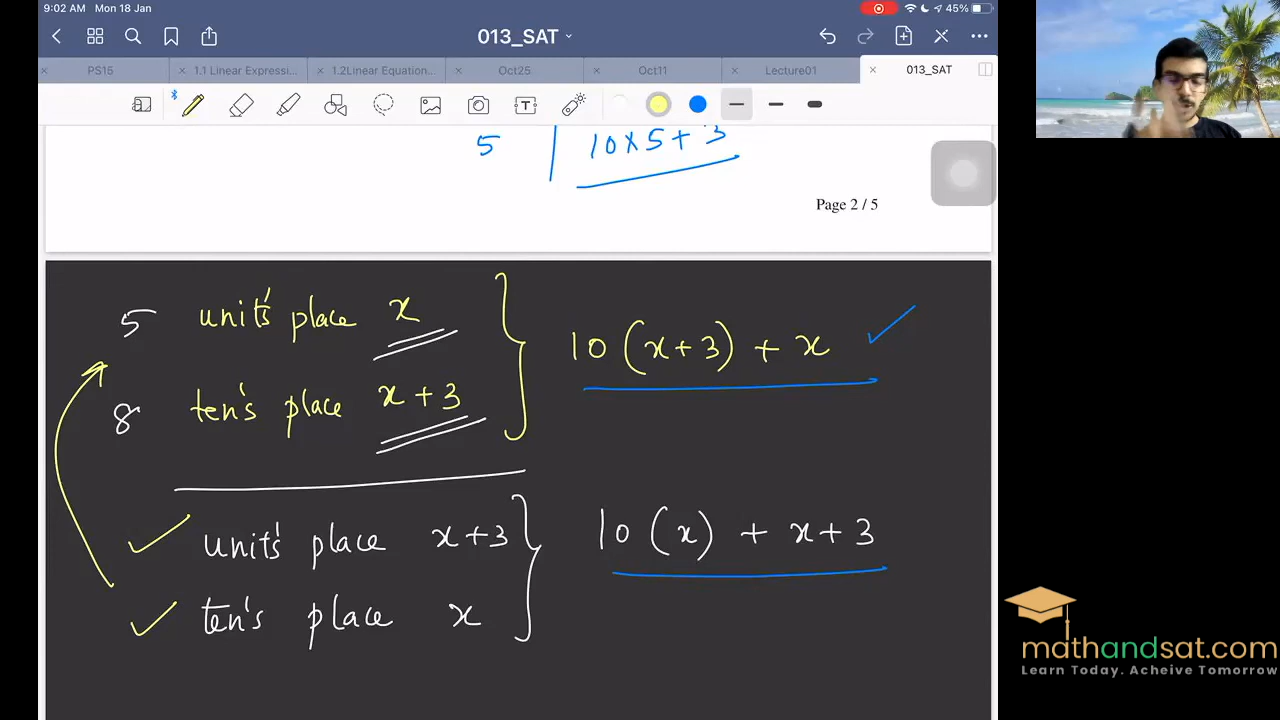 9:02 AM Mon 18 Jan
45%
013_SAT
PS15
1.1 Linear Expressi...
1.2Linear Equation...
Oct25
Oct11
Lecture01
013_SAT
T
5 | 10×5+3
Page 2 / 5
5 unit's place x
10(x+3) + x ✓
8 ten's place x+3
✓ unit's place x+3
10(x) + x+3
✓ ten's place x
mathandsat.com
Learn Today. Acheive Tomorrow